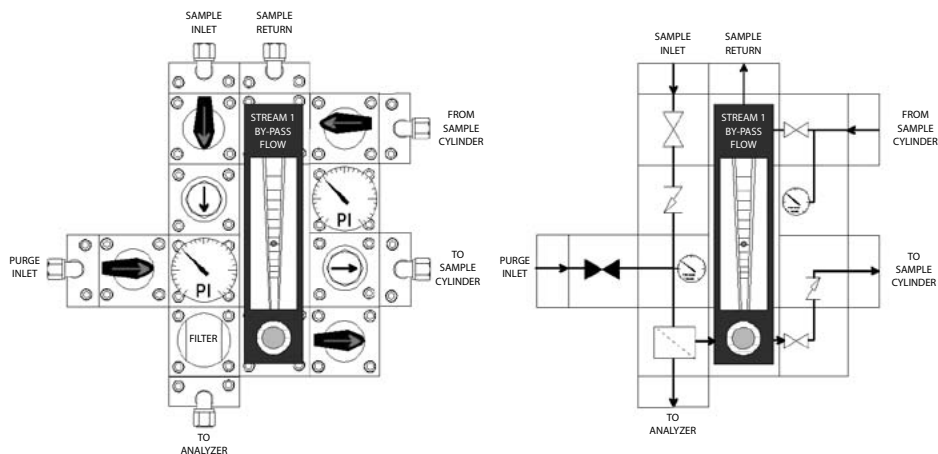 SAMPLE
INLET
SAMPLE
RETURN
STREAM 1
BY-PASS
FLOW
FROM
SAMPLE
CYLINDER
PI
PURGE
INLET
PI
TO
SAMPLE
CYLINDER
FILTER
TO
ANALYZER
SAMPLE
INLET
SAMPLE
RETURN
STREAM 1
BY-PASS
FLOW
FROM
SAMPLE
CYLINDER
PURGE
INLET
TO
SAMPLE
CYLINDER
TO
ANALYZER